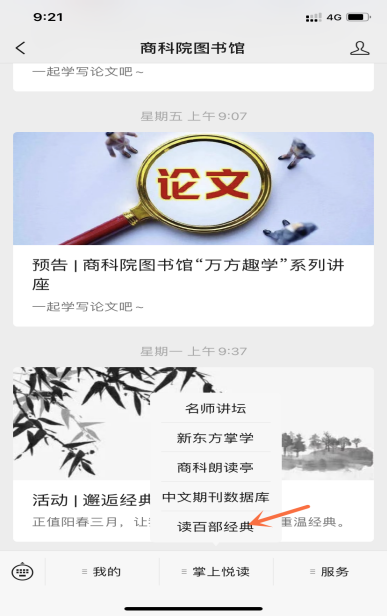 9:21
4G
商科院图书馆
一起学写论文吧～
星期五 上午9:07
论文
预告 | 商科院图书馆“万方趣学”系列讲
座
一起写论文吧～
星期一 上午9:37
名师讲坛
新东方掌学
商科朗读亭
中文期刊数据库
读百部经典
活动 | 邂逅经典
正值阳春三月，让
重温经典。
我的
掌上悦读
服务